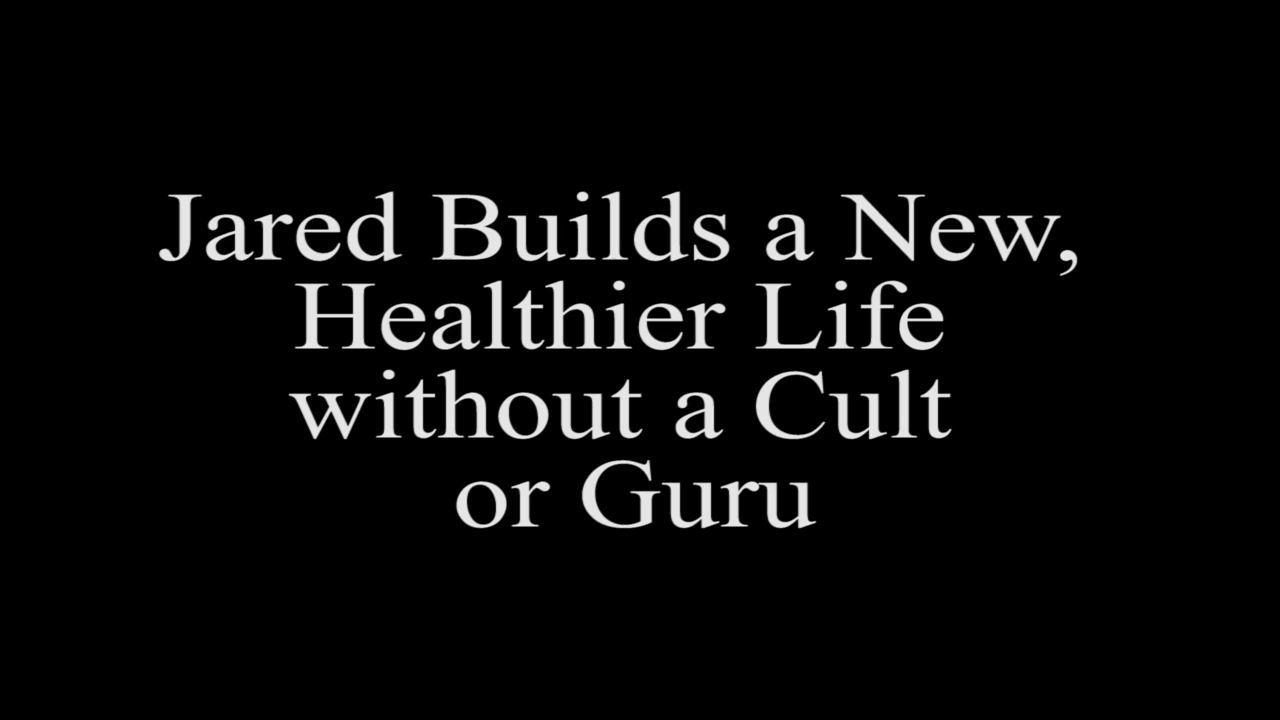 Jared Builds a New,
Healthier Life
without a Cult
or Guru